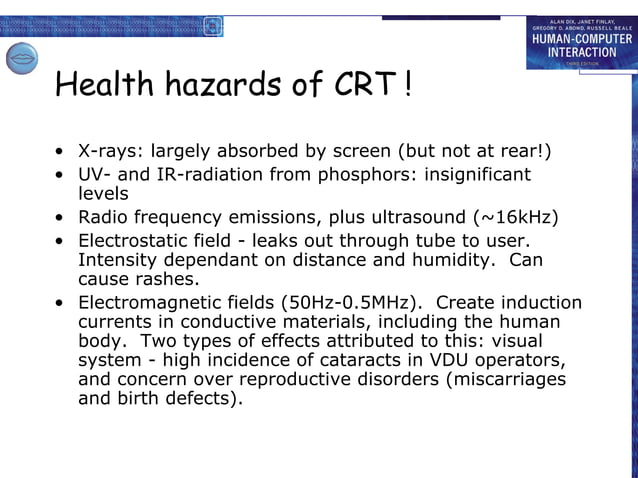 ALAN DIX, JANET FINLAY,
GREGORY D. ABOWD, RUSSELL BEALE
HUMAN-COMPUTER
INTERACTION
THIRD EDITION
Health hazards of CRT !
• X-rays: largely absorbed by screen (but not at rear!)
• UV- and IR-radiation from phosphors: insignificant
levels
• Radio frequency emissions, plus ultrasound (~16kHz)
• Electrostatic field - leaks out through tube to user.
Intensity dependant on distance and humidity. Can
cause rashes.
• Electromagnetic fields (50Hz-0.5MHz). Create induction
currents in conductive materials, including the human
body. Two types of effects attributed to this: visual
system - high incidence of cataracts in VDU operators,
and concern over reproductive disorders (miscarriages
and birth defects).